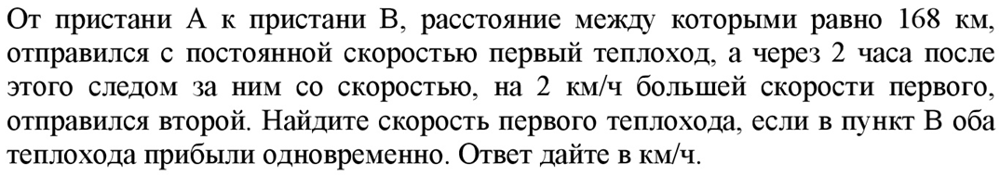 От пристани А к пристани В, расстояние между которыми равно 168 км,
отправился с постоянной скоростью первый теплоход, а через 2 часа после
этого следом за ним со скоростью, на 2 км/ч большей скорости первого,
отправился второй. Найдите скорость первого теплохода, если в пункт В оба
теплохода прибыли одновременно. Ответ дайте в км/ч.